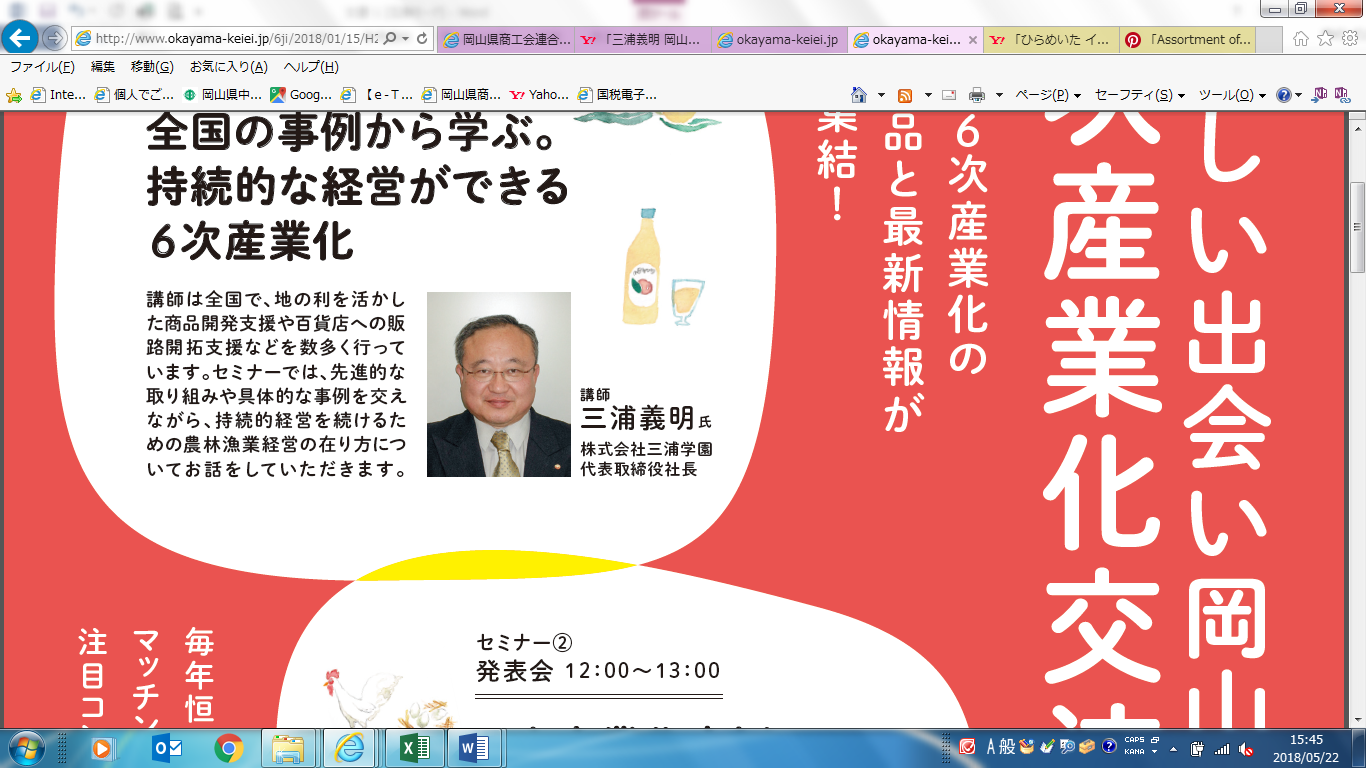 http://www.okayama-keiei.jp/6ji/2018/01/15/H2
岡山県商工会連合...
「三浦義明 岡山...
okayama-keiei.jp
okayama-kei...
「ひらめいた イ...
「Assortment of...
ファイル(F) 編集 移動(G) お気に入り(A) ヘルプ(H)
Inte...
個人でご...
岡山県中...
Goog...
【e-T...
岡山県商...
Yaho...
国税電子...
ページ(P)
セーフティ(S)
ツール(O)
しい出会い岡山
次産業化交流
6次産業化の
品と最新情報が
集結!
全国の事例から学ぶ。
持続的な経営ができる
6次産業化
講師は全国で、地の利を活かし
た商品開発支援や百貨店への販
路開拓支援などを数多く行って
います。セミナーでは、先進的な
取り組みや具体的な事例を交え
ながら、持続的経営を続けるた
めの農林漁業経営の在り方につ
いてお話をしていただきます。
講師
三浦義明氏
株式会社三浦学園
代表取締役社長
セミナー②
発表会 12:00〜13:00
毎年恒
マッチン
注目コン
A 般
CAPS
KANA
15:45
2018/05/22